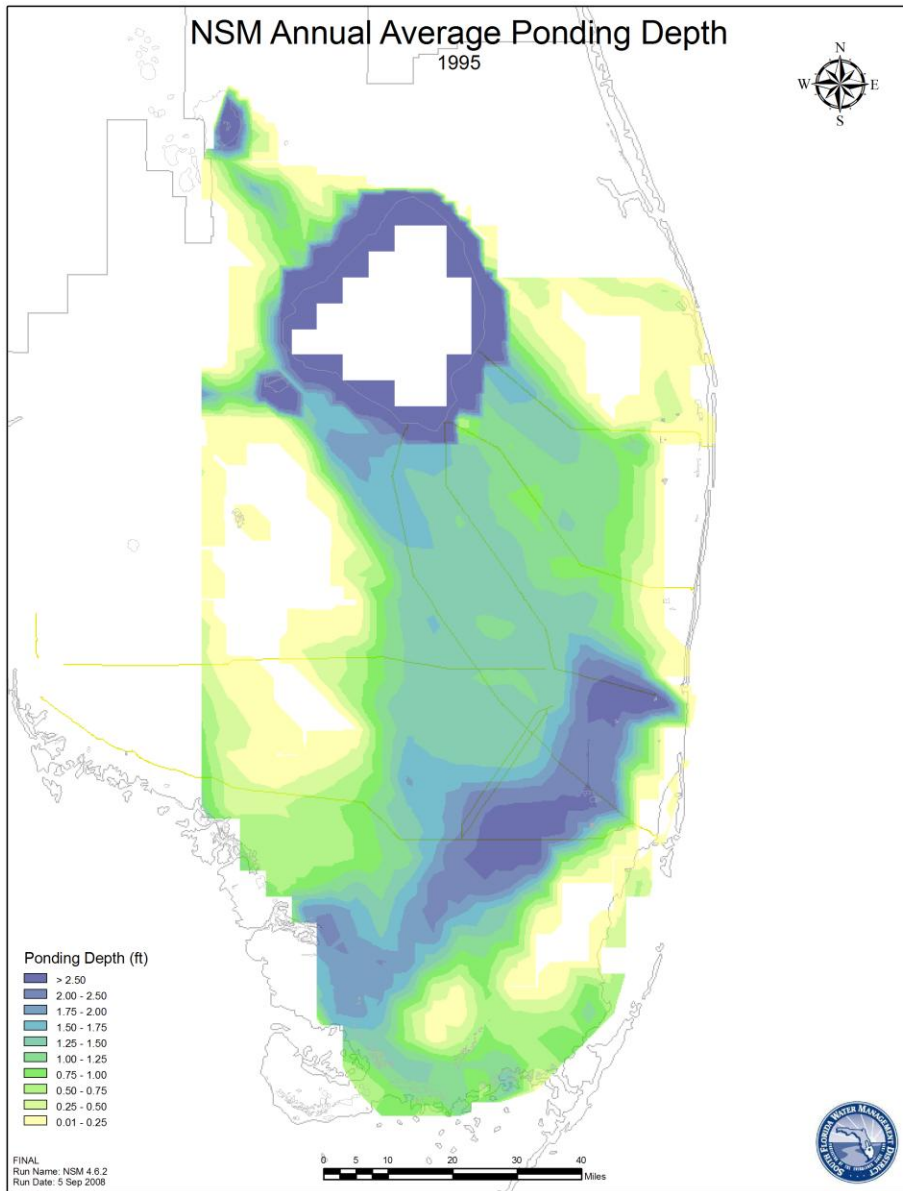 NSM Annual Average Ponding Depth
1995
N
W E
S
Ponding Depth (ft)
> 2.50
2.00 - 2.50
1.75 - 2.00
1.50 - 1.75
1.25 - 1.50
1.00 - 1.25
0.75 - 1.00
0.50 - 0.75
0.25 - 0.50
0.01 - 0.25
FINAL
Run Name: NSM 4.6.2
Run Date: 5 Sep 2008
0 5 10 20 30 40
Miles
SOUTH FLORIDA WATER MANAGEMENT DISTRICT